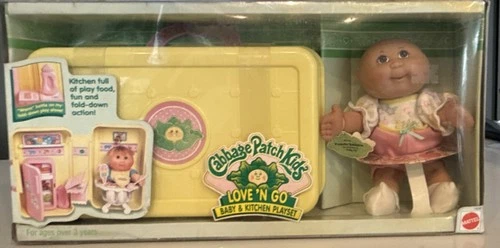 Kitchen full
of play food,
fun and
fold-down
action!
Cabbage Patch Kids
LOVE 'N GO
BABY & KITCHEN PLAYSET
For ages over 3 years
MATTEL